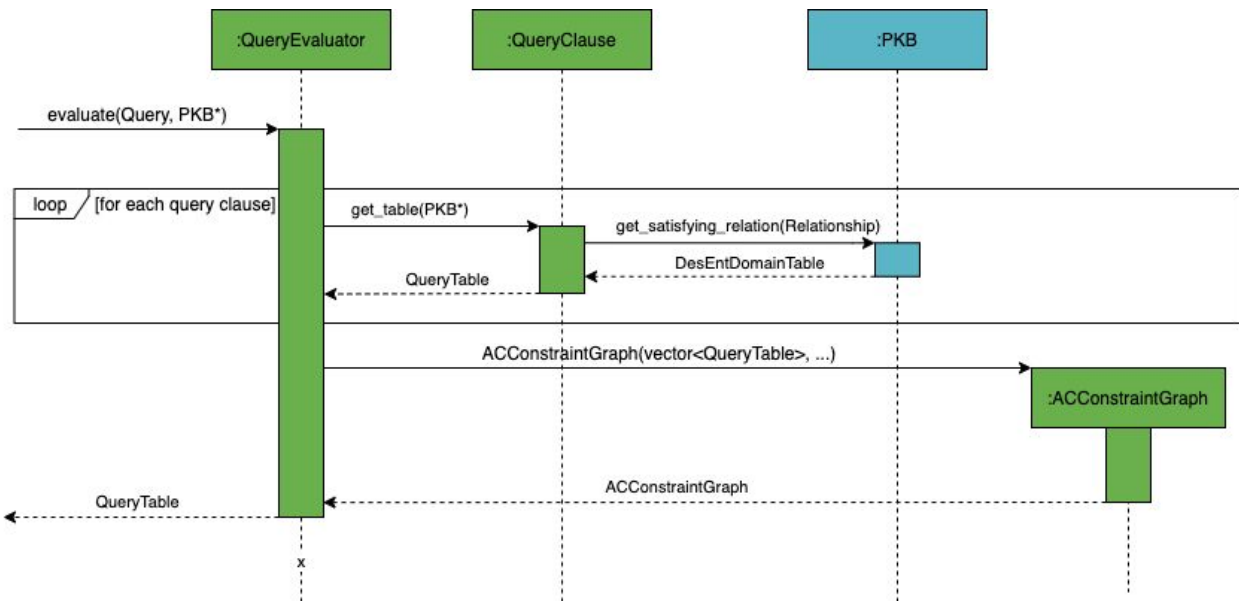 :QueryEvaluator
:QueryClause
:PKB
evaluate(Query, PKB*)
loop
[for each query clause]
get_table(PKB*)
get_satisfying_relation(Relationship)
DesEntDomainTable
QueryTable
ACConstraintGraph(vector<QueryTable>, ...)
:ACConstraintGraph
ACConstraintGraph
QueryTable
x